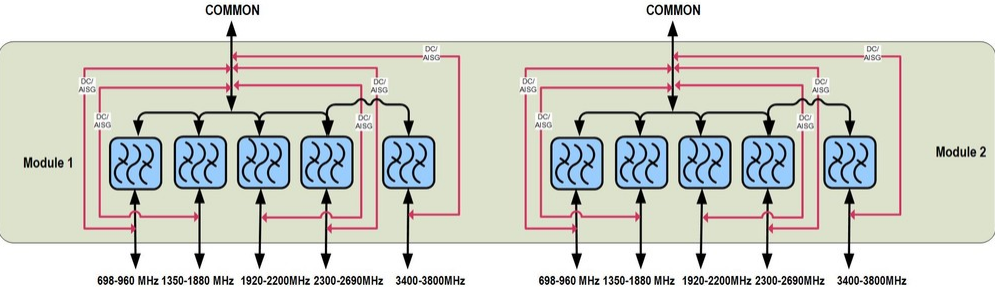 COMMON
COMMON
DC/
AISG
DC/
AISG
DC/
AISG
DC/
AISG
DC/
AISG
DC/
AISG
DC/
AISG
DC/
AISG
DC/
AISG
DC/
AISG
Module 1
Module 2
698-960 MHz 1350-1880 MHz 1920-2200MHz 2300-2690MHz 3400-3800MHz
698-960 MHz 1350-1880 MHz 1920-2200MHz 2300-2690MHz 3400-3800MHz